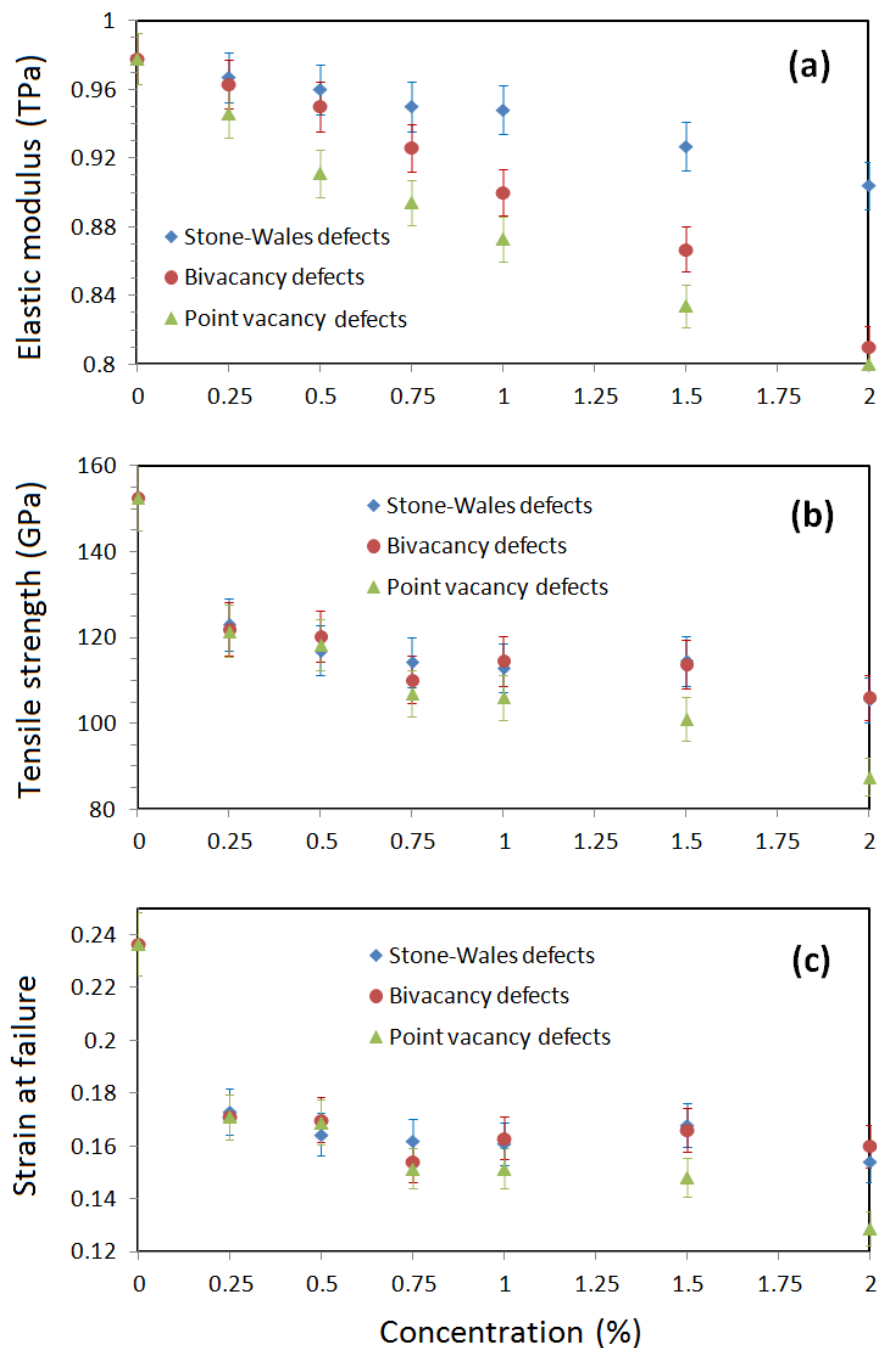 (a)
Elastic modulus (TPa)
1
0.96
0.92
0.88
0.84
0.8
Stone-Wales defects
Bivacancy defects
Point vacancy defects
0 0.25 0.5 0.75 1 1.25 1.5 1.75 2
(b)
Tensile strength (GPa)
160
140
120
100
80
Stone-Wales defects
Bivacancy defects
Point vacancy defects
0 0.25 0.5 0.75 1 1.25 1.5 1.75 2
(c)
Strain at failure
0.24
0.22
0.2
0.18
0.16
0.14
0.12
Stone-Wales defects
Bivacancy defects
Point vacancy defects
0 0.25 0.5 0.75 1 1.25 1.5 1.75 2
Concentration (%)